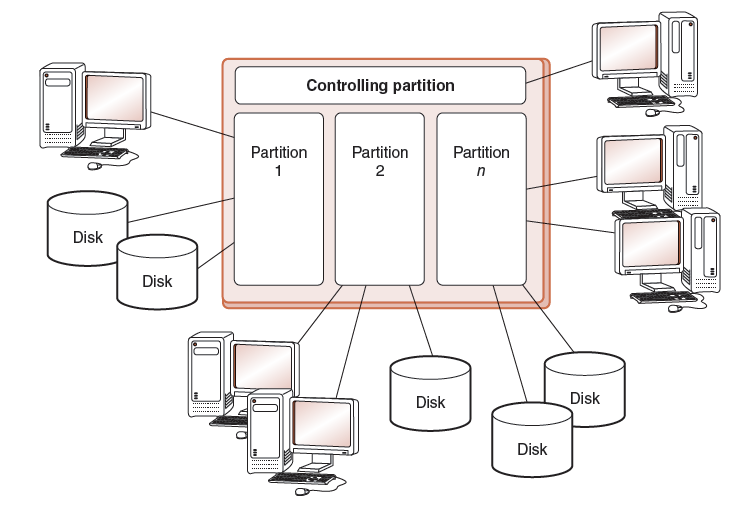 Controlling partition
Partition
1
Partition
2
Partition
n
Disk
Disk
Disk
Disk
Disk